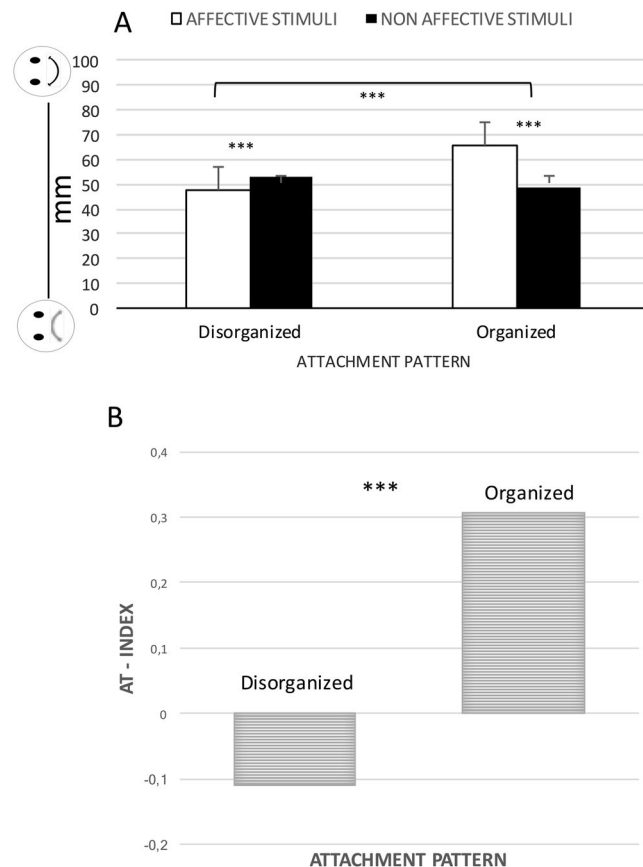 A
AFFECTIVE STIMULI NON AFFECTIVE STIMULI
100
90
80
70
60
50
40
30
20
10
0
mm
***
***
***
Disorganized Organized
ATTACHMENT PATTERN
B
0,4
0,3
0,2
0,1
0
-0,1
-0,2
AT - INDEX
***
Organized
Disorganized
ATTACHMENT PATTERN